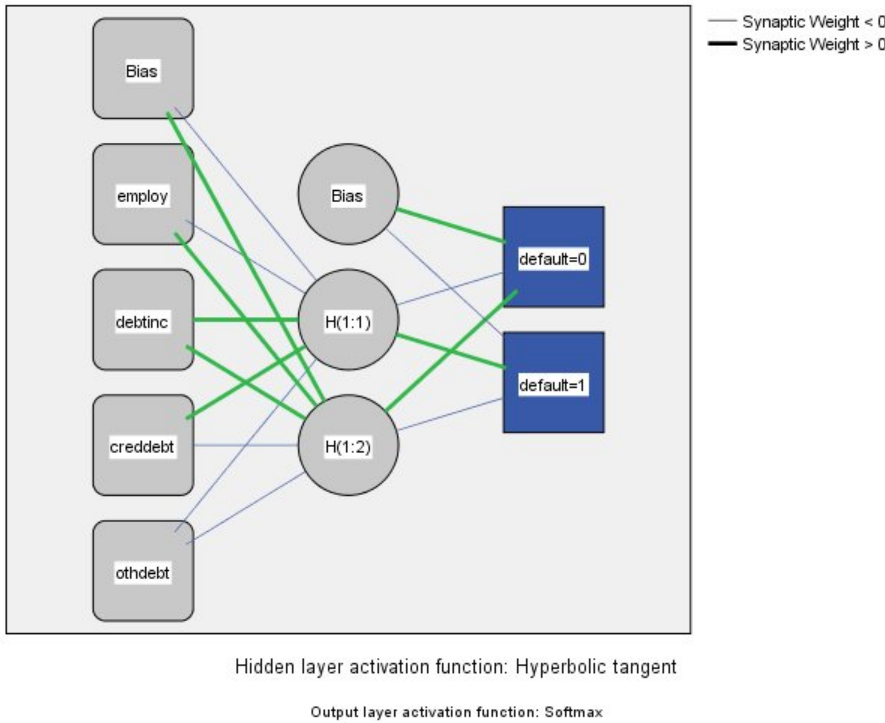 Synaptic Weight < 0
Synaptic Weight > 0
Bias
employ
debtinc
creddebt
othdebt
Bias
H(1:1)
H(1:2)
default=0
default=1
Hidden layer activation function: Hyperbolic tangent
Output layer activation function: Softmax